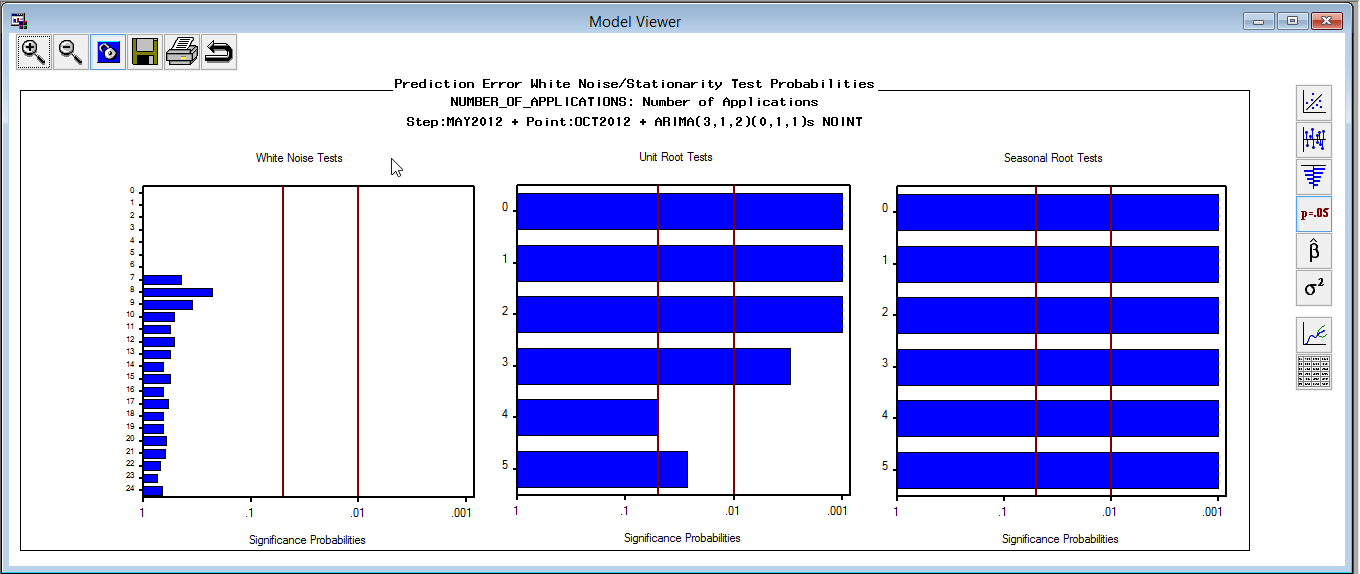 Model Viewer
Prediction Error White Noise/Stationarity Test Probabilities
NUMBER_OF_APPLICATIONS: Number of Applications
Step:MAY2012 + Point:OCT2012 + ARIMA(3,1,2)(0,1,1)s NOINT
White Noise Tests
0
1
2
3
4
5
6
7
8
9
10
11
12
13
14
15
16
17
18
19
20
21
22
23
24
1 .1 .01 .001
Significance Probabilities
Unit Root Tests
0
1
2
3
4
5
1 .1 .01 .001
Significance Probabilities
Seasonal Root Tests
0
1
2
3
4
5
1 .1 .01 .001
Significance Probabilities
p=.05
β̂
σ²